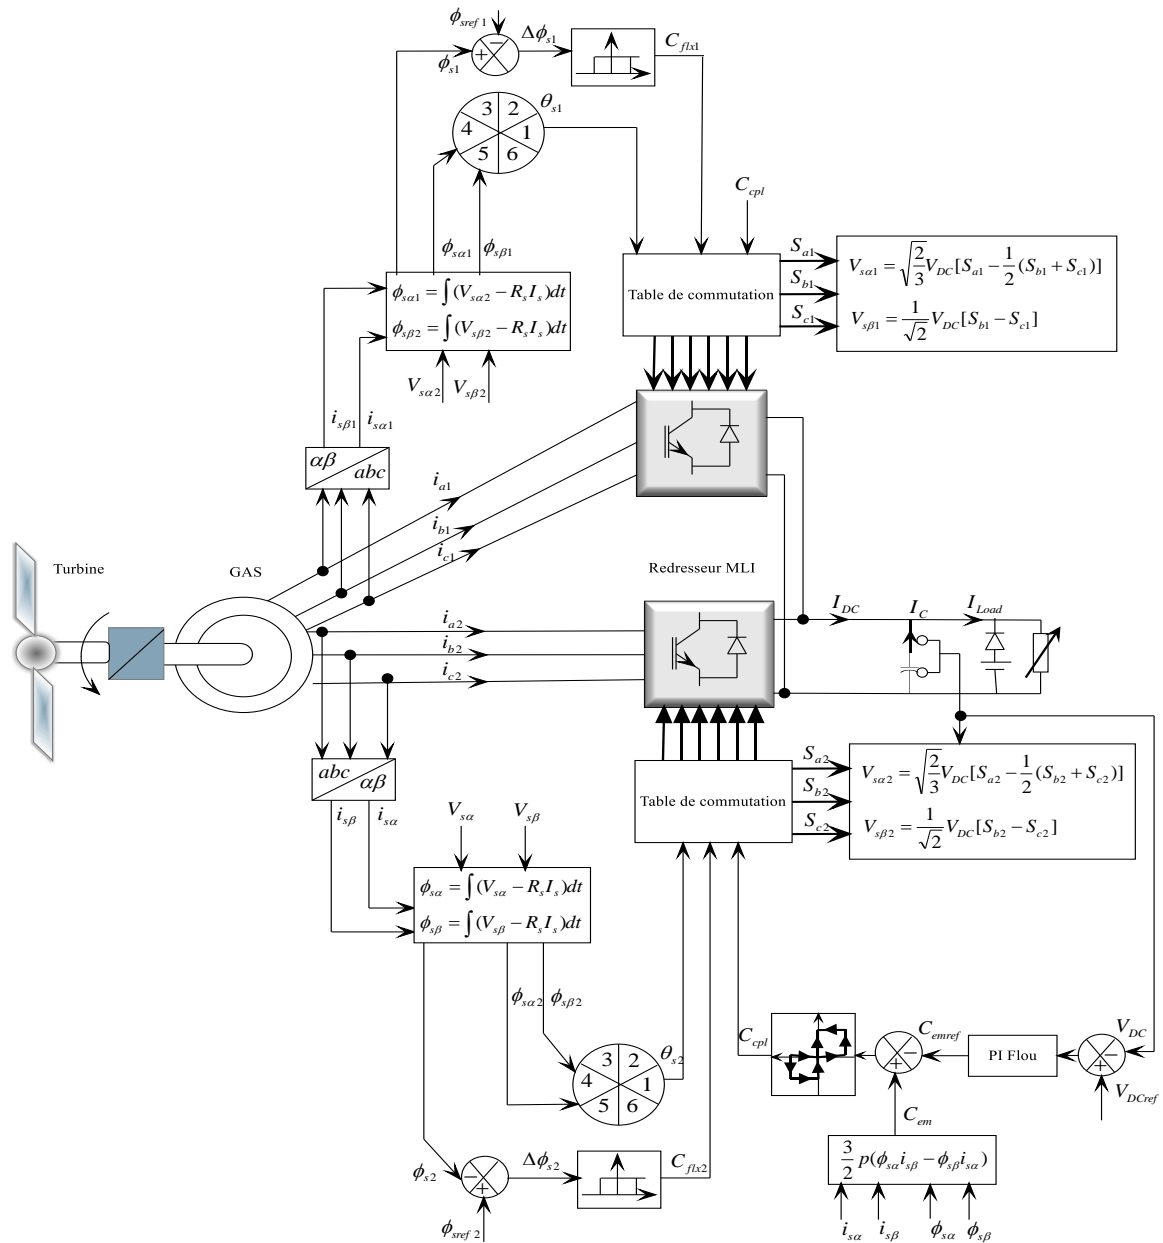 ϕsref 1
Δϕs1
Cflx1
ϕs1
− +
θs1
3 2
4 1
5 6
Ccpl
ϕsα1 ϕsβ1
ϕsα1 = ∫(Vsα2 − RsIs)dt
ϕsβ2 = ∫(Vsβ2 − RsIs)dt
Vsα2 Vsβ2
Table de commutation
Sa1
Sb1
Sc1
Vsα1 = √(2/3) VDC[Sa1 − 1/2 (Sb1 + Sc1)]
Vsβ1 = 1/√2 VDC[Sb1 − Sc1]
isβ1 isα1
αβ abc
ia1
ib1
ic1
Turbine
GAS
Redresseur MLI
ia2
ib2
ic2
IDC
IC
ILoad
abc αβ
isβ isα
Vsα Vsβ
ϕsα = ∫(Vsα − RsIs)dt
ϕsβ = ∫(Vsβ − RsIs)dt
Table de commutation
Sa2
Sb2
Sc2
Vsα2 = √(2/3) VDC[Sa2 − 1/2 (Sb2 + Sc2)]
Vsβ2 = 1/√2 VDC[Sb2 − Sc2]
ϕsα2 ϕsβ2
3 2
4 1
5 6
θs2
Ccpl
Cemref
− +
PI Flou
VDC
− +
VDCref
Cem
3/2 p(ϕsα isβ − ϕsβ isα)
isα isβ ϕsα ϕsβ
ϕs2
− +
Δϕs2
Cflx2
ϕsref 2